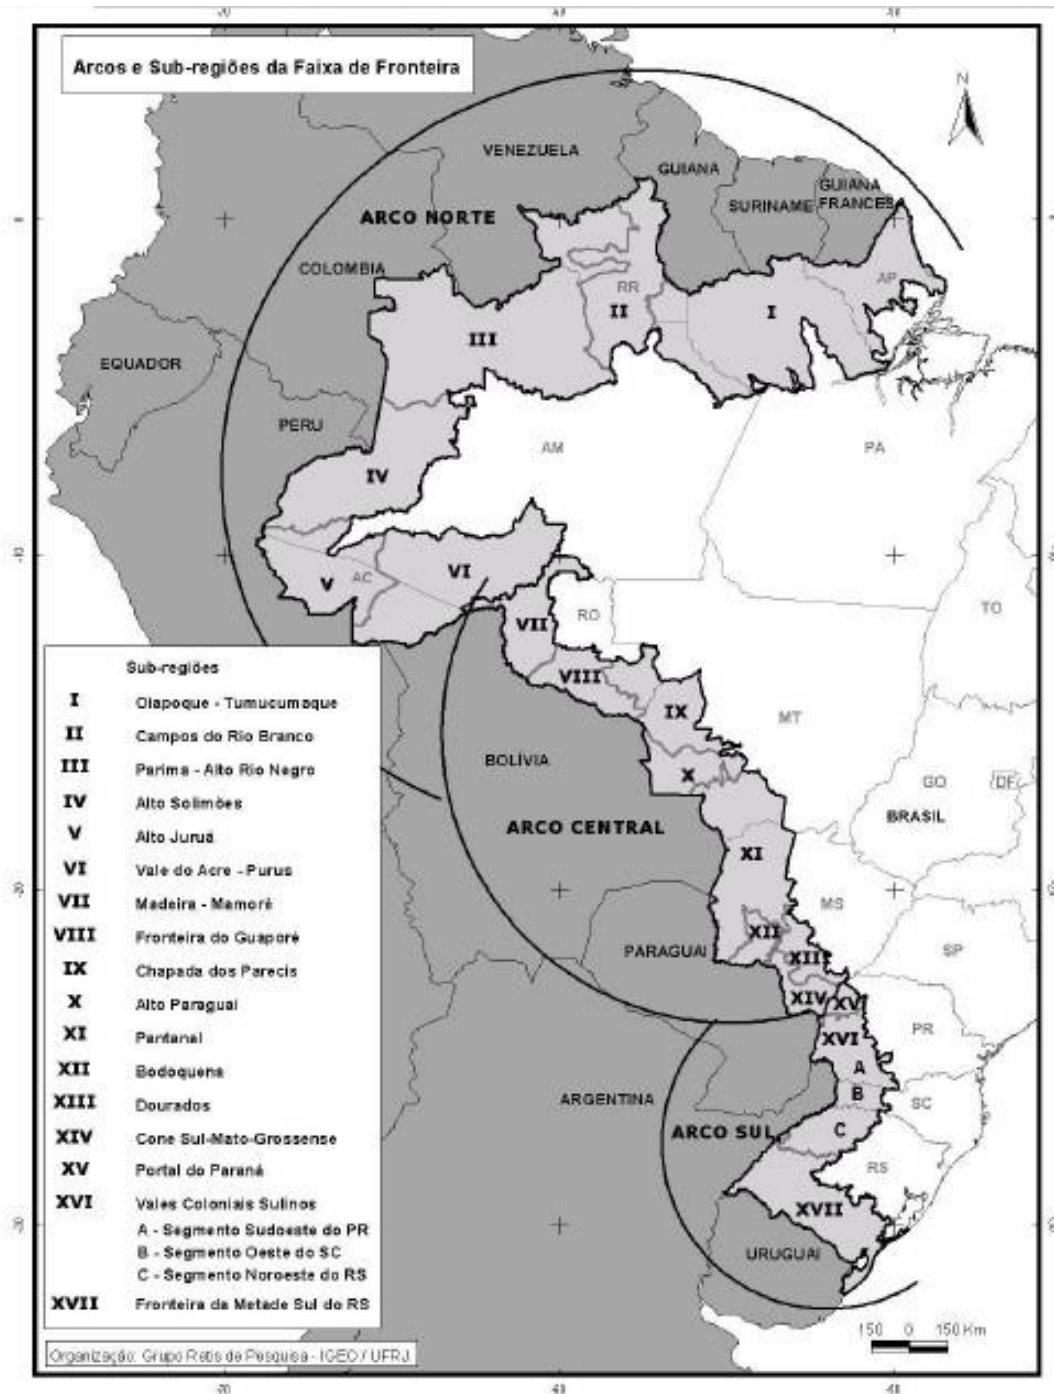 -70
-60
-50
Arcos e Sub-regiões da Faixa de Fronteira
N
VENEZUELA
GUIANA
SURINAME
GUIANA
FRANCES
ARCO NORTE
COLOMBIA
AP
RR
II
I
III
EQUADOR
PERU
AM
PA
IV
V
AC
VI
TO
VII
RO
VIII
IX
MT
BOLÍVIA
X
GO
DF
BRASIL
ARCO CENTRAL
XI
MS
XII
PARAGUAI
XIII
SP
XIV
XV
XVI
PR
A
ARGENTINA
B
SC
ARCO SUL
C
RS
XVII
URUGUAI
Sub-regiões
I Oiapoque - Tumucumaque
II Campos do Rio Branco
III Parima - Alto Rio Negro
IV Alto Solimões
V Alto Juruá
VI Vale do Acre - Purus
VII Madeira - Mamoré
VIII Fronteira do Guaporé
IX Chapada dos Parecis
X Alto Paraguai
XI Pantanal
XII Bodoquena
XIII Dourados
XIV Cone Sul-Mato-Grossense
XV Portal do Paraná
XVI Vales Coloniais Sulinos
A - Segmento Sudoeste do PR
B - Segmento Oeste do SC
C - Segmento Noroeste do RS
XVII Fronteira da Metade Sul do RS
150 0 150 Km
Organização: Grupo Retis de Pesquisa - IGEO / UFRJ
-70
-60
-50